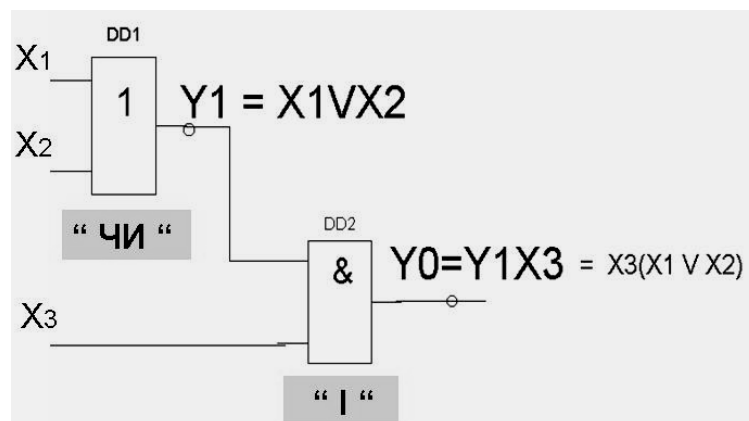 DD1
X1
1
Y1 = X1VX2
X2
“ ЧИ “
DD2
&
Y0=Y1X3 = X3(X1 V X2)
X3
“ І “